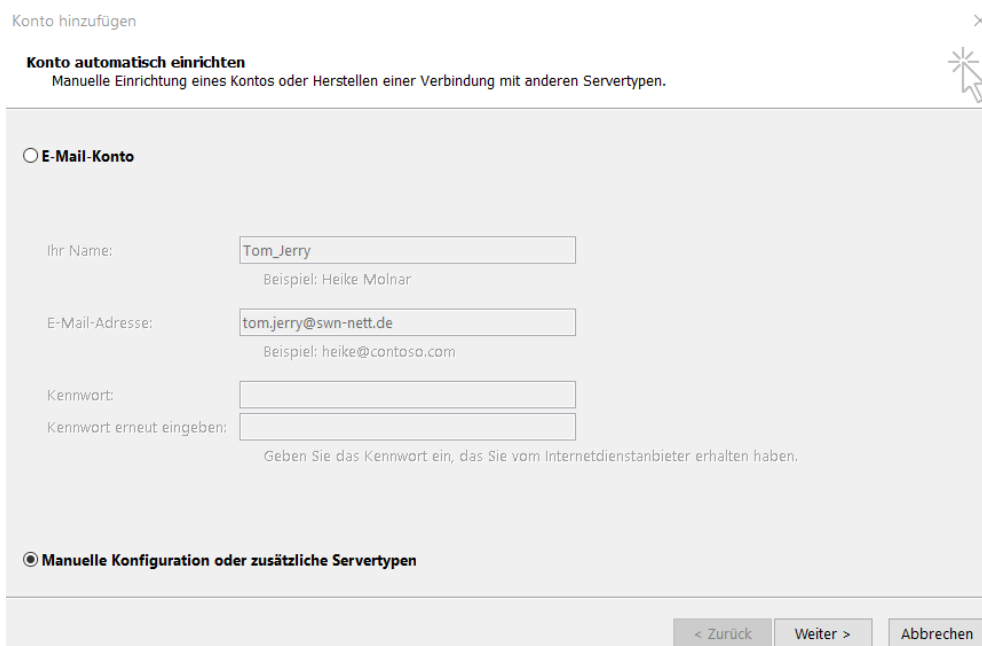 Konto hinzufügen
Konto automatisch einrichten
Manuelle Einrichtung eines Kontos oder Herstellen einer Verbindung mit anderen Servertypen.
E-Mail-Konto
Ihr Name: Tom_Jerry
Beispiel: Heike Molnar
E-Mail-Adresse: tom.jerry@swn-nett.de
Beispiel: heike@contoso.com
Kennwort:
Kennwort erneut eingeben:
Geben Sie das Kennwort ein, das Sie vom Internetdienstanbieter erhalten haben.
Manuelle Konfiguration oder zusätzliche Servertypen
< Zurück Weiter > Abbrechen